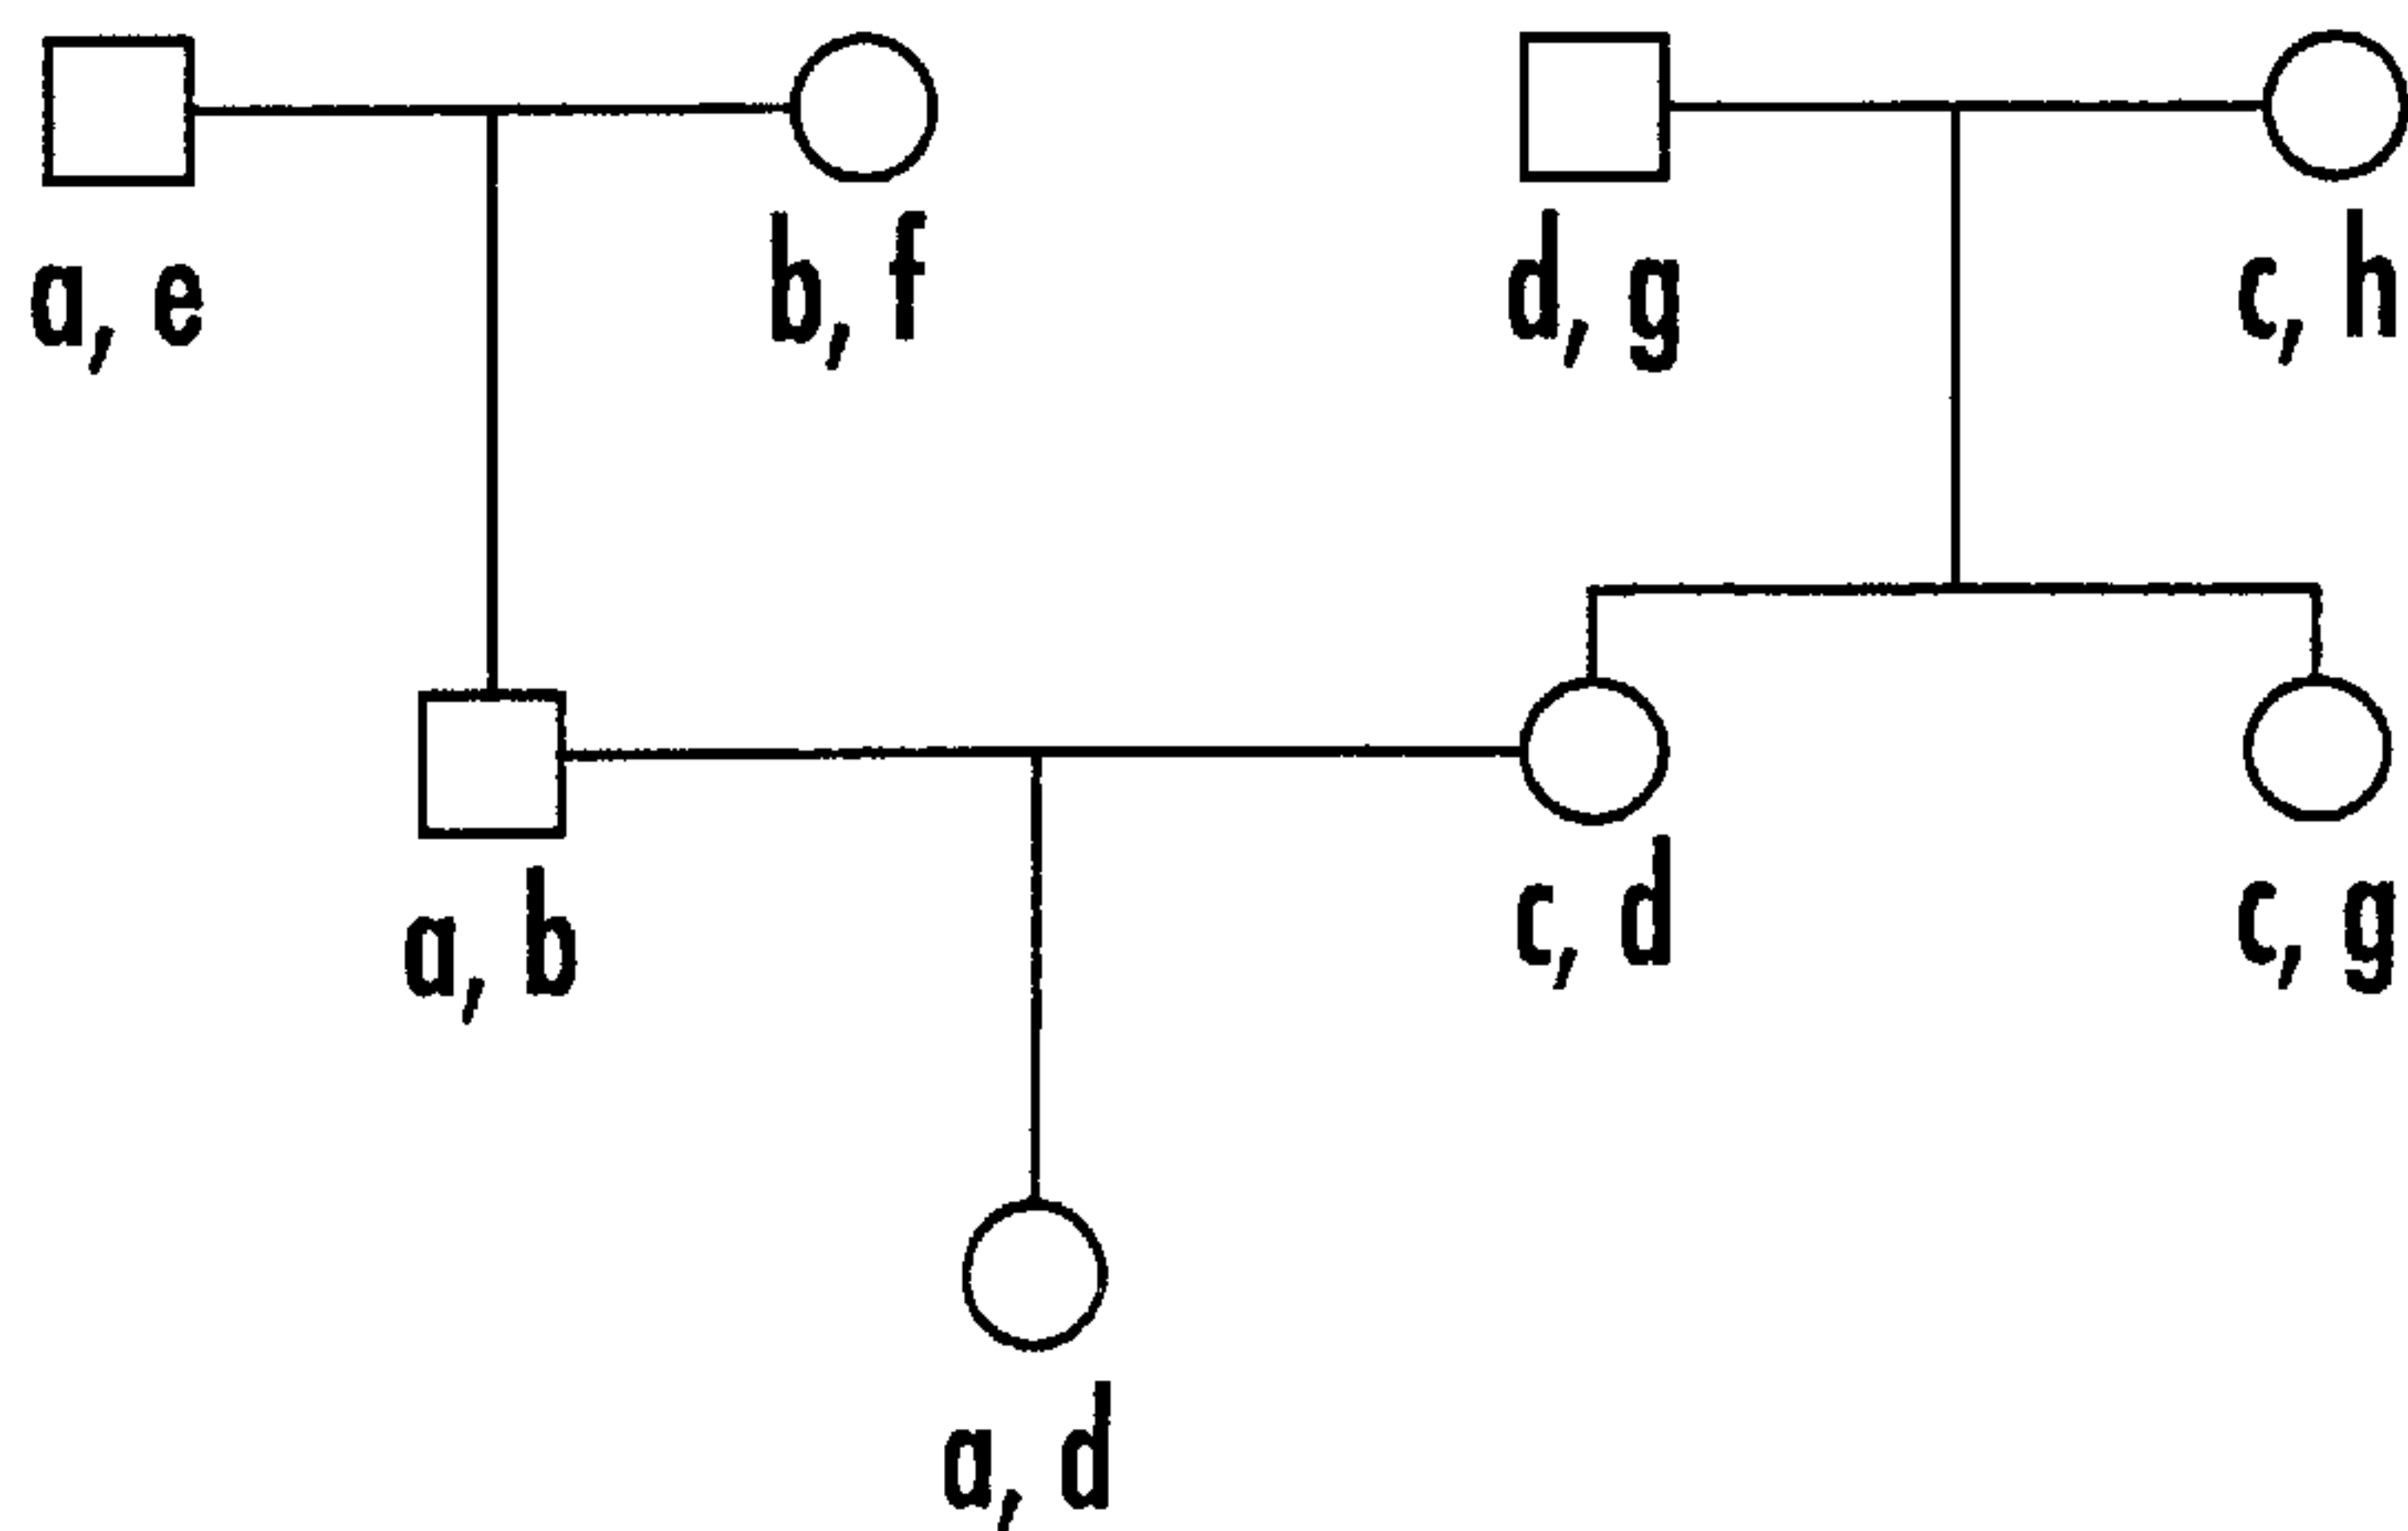 a, e
b, f
d, g
c, h
a, b
c, d
c, g
a, d